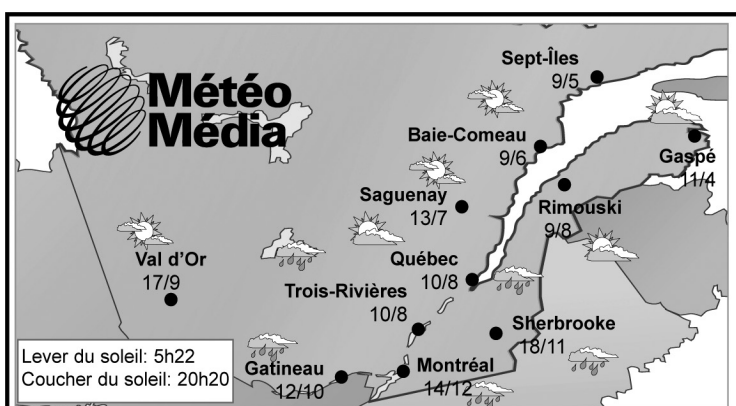 Météo
Média
Sept-Îles
9/5
Baie-Comeau
9/6
Gaspé
11/4
Saguenay
13/7
Rimouski
9/8
Val d'Or
17/9
Québec
10/8
Trois-Rivières
10/8
Sherbrooke
18/11
Gatineau
12/10
Montréal
14/12
Lever du soleil: 5h22
Coucher du soleil: 20h20